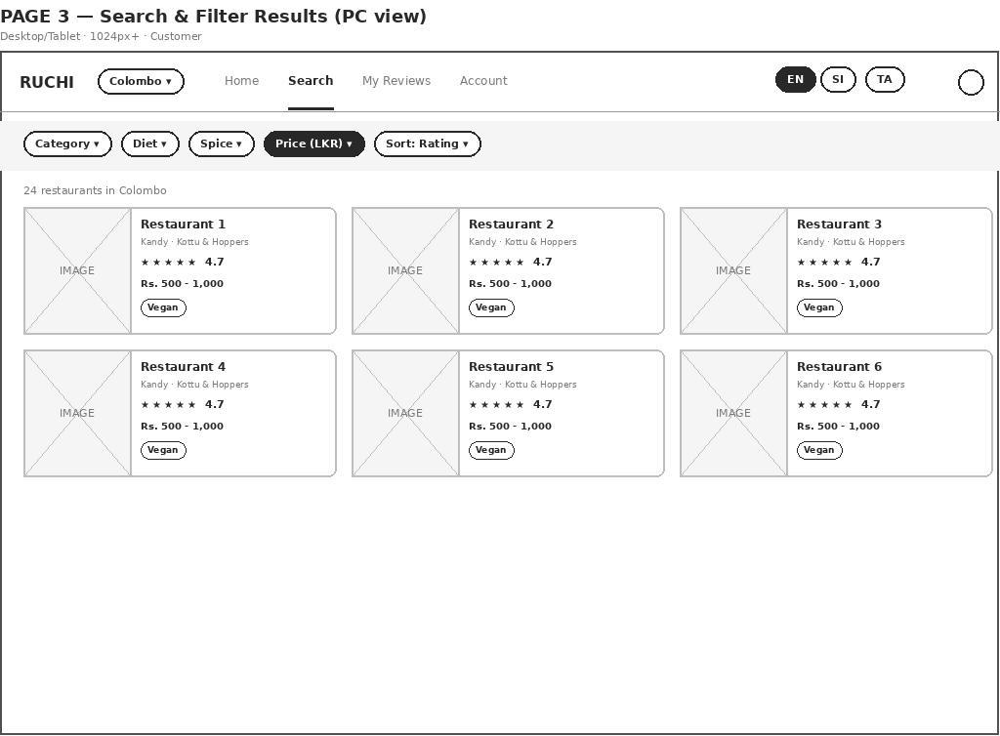 PAGE 3 — Search & Filter Results (PC view)
Desktop/Tablet · 1024px+ · Customer
RUCHI Colombo ▾ Home Search My Reviews Account EN SI TA
Category ▾ Diet ▾ Spice ▾ Price (LKR) ▾ Sort: Rating ▾
24 restaurants in Colombo
IMAGE
Restaurant 1
Kandy · Kottu & Hoppers
★★★★★ 4.7
Rs. 500 - 1,000
Vegan
IMAGE
Restaurant 2
Kandy · Kottu & Hoppers
★★★★★ 4.7
Rs. 500 - 1,000
Vegan
IMAGE
Restaurant 3
Kandy · Kottu & Hoppers
★★★★★ 4.7
Rs. 500 - 1,000
Vegan
IMAGE
Restaurant 4
Kandy · Kottu & Hoppers
★★★★★ 4.7
Rs. 500 - 1,000
Vegan
IMAGE
Restaurant 5
Kandy · Kottu & Hoppers
★★★★★ 4.7
Rs. 500 - 1,000
Vegan
IMAGE
Restaurant 6
Kandy · Kottu & Hoppers
★★★★★ 4.7
Rs. 500 - 1,000
Vegan